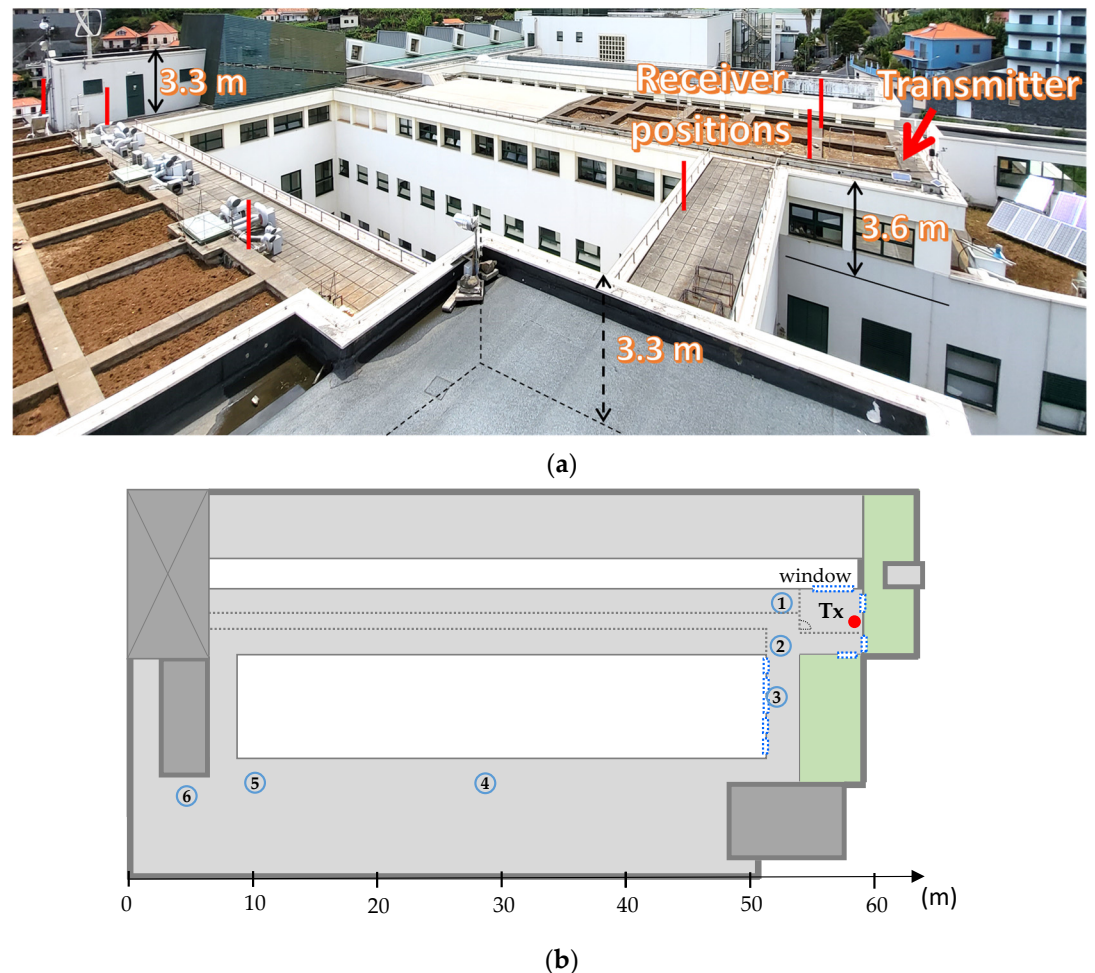 3.3 m
Receiver
positions
Transmitter
3.6 m
3.3 m
(a)
window
1
Tx
2
3
5
4
6
0
10
20
30
40
50
60
(m)
(b)